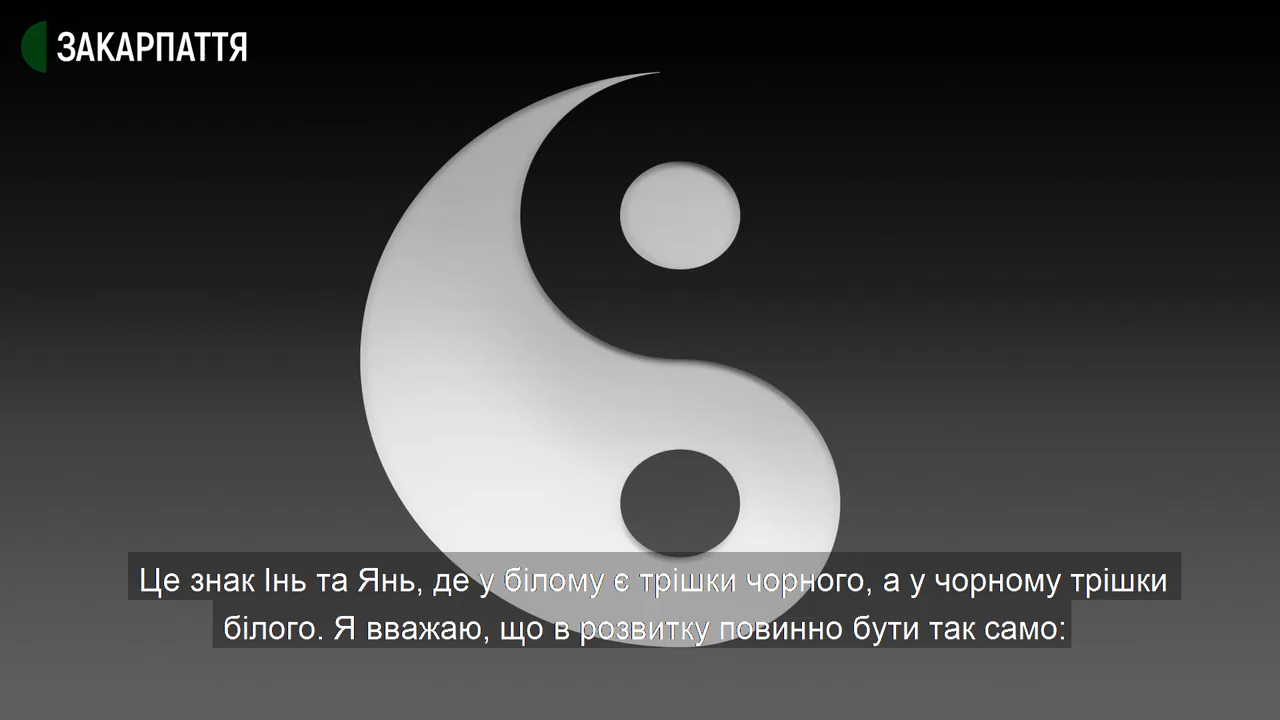 ЗАКАРПАТТЯ
Це знак Інь та Янь, де у білому є трішки чорного, а у чорному трішки
білого. Я вважаю, що в розвитку повинно бути так само: